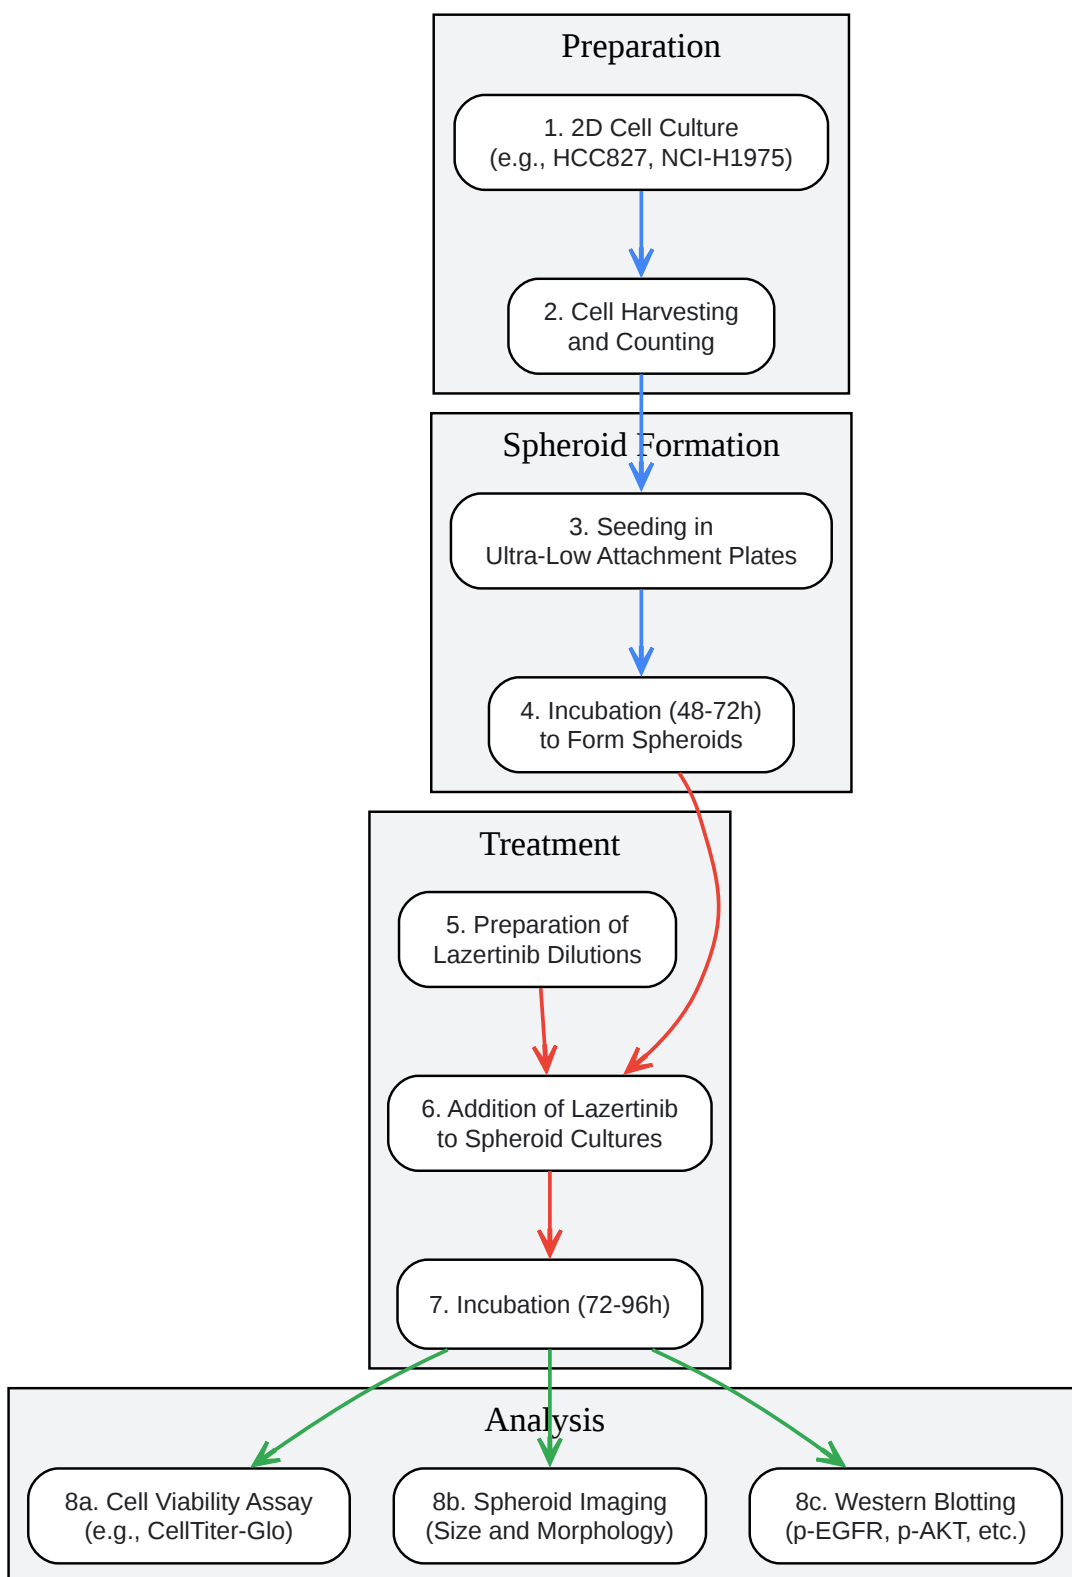 Preparation
1. 2D Cell Culture
(e.g., HCC827, NCI-H1975)
2. Cell Harvesting
and Counting
Spheroid Formation
3. Seeding in
Ultra-Low Attachment Plates
4. Incubation (48-72h)
to Form Spheroids
Treatment
5. Preparation of
Lazertinib Dilutions
6. Addition of Lazertinib
to Spheroid Cultures
7. Incubation (72-96h)
Analysis
8a. Cell Viability Assay
(e.g., CellTiter-Glo)
8b. Spheroid Imaging
(Size and Morphology)
8c. Western Blotting
(p-EGFR, p-AKT, etc.)